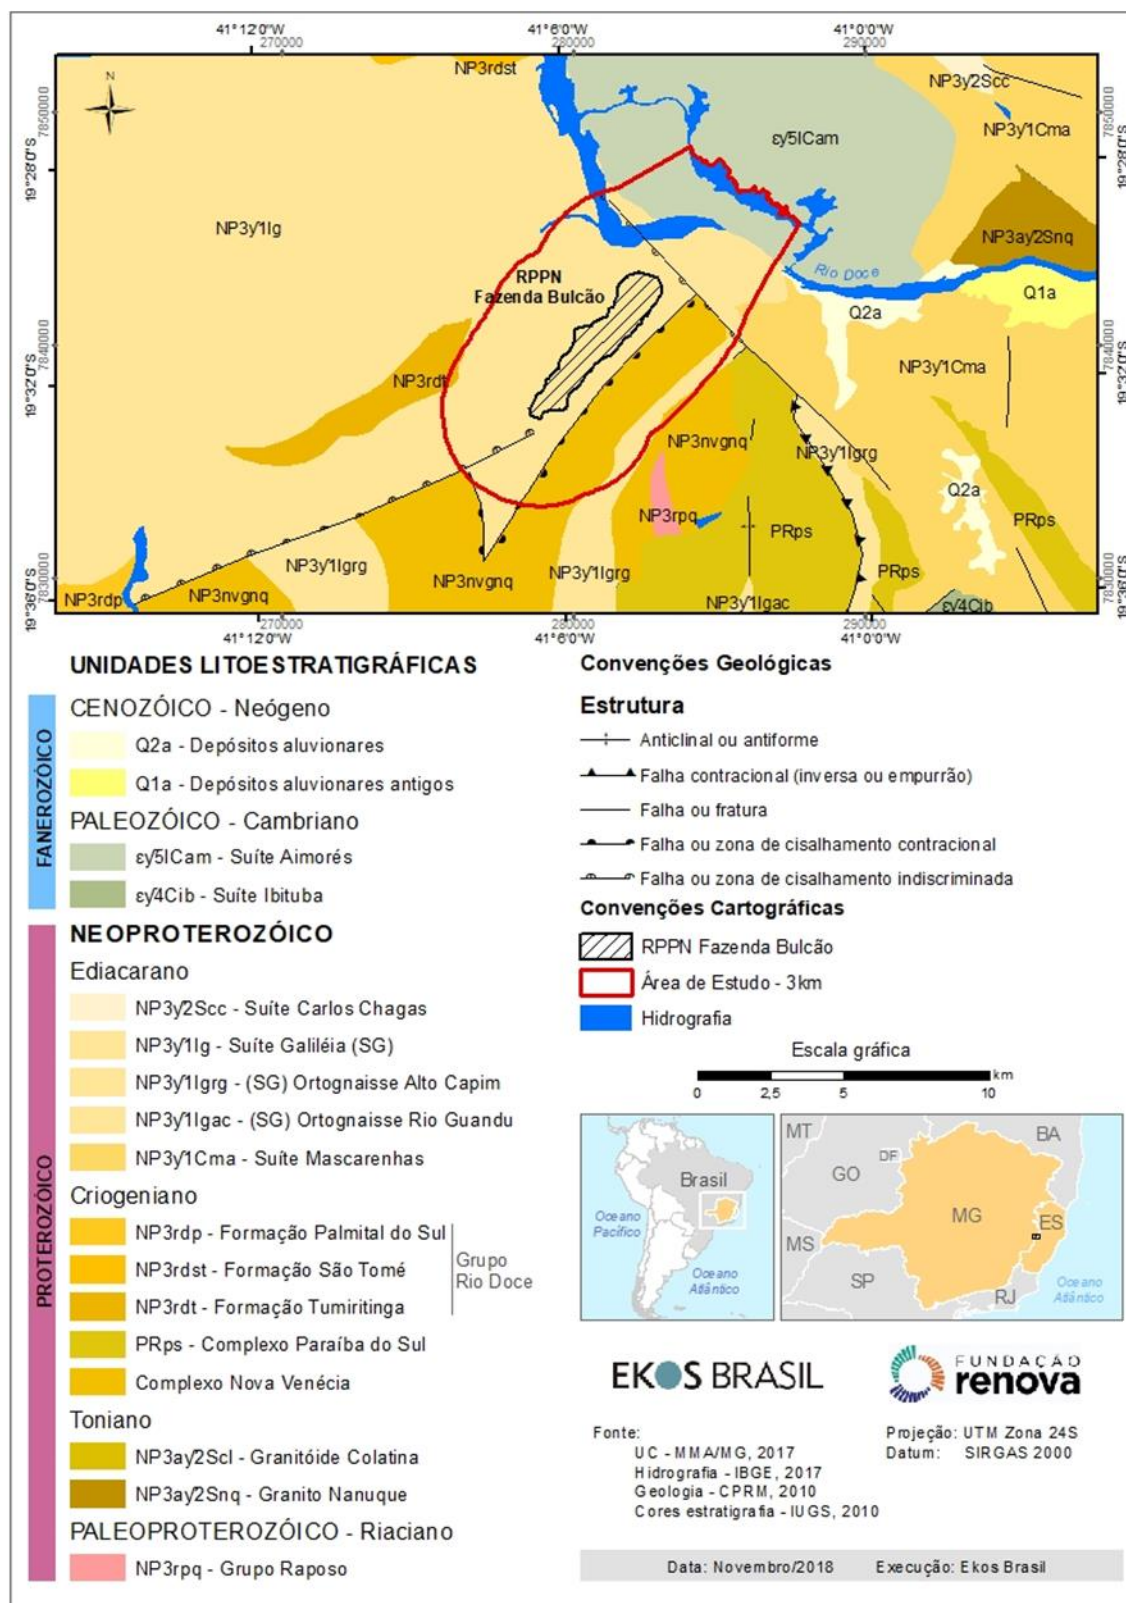 41°12'0"W 41°6'0"W 41°0'0"W
270000 280000 290000
NP3rdst
NP3γ2Scc
N
7850000 7850000
εγ5ICam
NP3γ1Cma
19°28'0"S 19°28'0"S
NP3γ1Ig
NP3aγ2Snq
RPPN
Fazenda Bulcão
Rio Doce
Q1a
Q2a
7840000 7840000
19°32'0"S 19°32'0"S
NP3rdt
NP3γ1Cma
NP3nvgnq
NP3γ1Igrg
Q2a
NP3rpq
PRps
PRps
NP3γ1Igrg
NP3γ1Igrg
PRps
7830000 7830000
NP3rdp
NP3nvgnq
NP3nvgnq
NP3γ1Igac
εγ4Cib
19°36'0"S 19°36'0"S
270000 280000 290000
41°12'0"W 41°6'0"W 41°0'0"W
UNIDADES LITOESTRATIGRÁFICAS
FANEROZÓICO
CENOZÓICO - Neógeno
Q2a - Depósitos aluvionares
Q1a - Depósitos aluvionares antigos
PALEOZÓICO - Cambriano
εγ5ICam - Suíte Aimorés
εγ4Cib - Suíte Ibituba
PROTEROZÓICO
NEOPROTEROZÓICO
Ediacarano
NP3γ2Scc - Suíte Carlos Chagas
NP3γ1Ig - Suíte Galiléia (SG)
NP3γ1Igrg - (SG) Ortognaisse Alto Capim
NP3γ1Igac - (SG) Ortognaisse Rio Guandu
NP3γ1Cma - Suíte Mascarenhas
Criogeniano
NP3rdp - Formação Palmital do Sul
NP3rdst - Formação São Tomé
NP3rdt - Formação Tumiritinga
Grupo
Rio Doce
PRps - Complexo Paraíba do Sul
Complexo Nova Venécia
Toniano
NP3aγ2Scl - Granitóide Colatina
NP3aγ2Snq - Granito Nanuque
PALEOPROTEROZÓICO - Riaciano
NP3rpq - Grupo Raposo
Convenções Geológicas
Estrutura
Anticlinal ou antiforme
Falha contracional (inversa ou empurrão)
Falha ou fratura
Falha ou zona de cisalhamento contracional
Falha ou zona de cisalhamento indiscriminada
Convenções Cartográficas
RPPN Fazenda Bulcão
Área de Estudo - 3km
Hidrografia
Escala gráfica
km
0 2,5 5 10
Brasil
Oceano
Pacífico
Oceano
Atlântico
MT
BA
DF
GO
MG
ES
MS
SP
RJ
Oceano
Atlântico
EKOS BRASIL
FUNDAÇÃO
renova
Fonte:
UC - MMA/MG, 2017
Hidrografia - IBGE, 2017
Geologia - CPRM, 2010
Cores estratigrafia - IUGS, 2010
Projeção: UTM Zona 24S
Datum: SIRGAS 2000
Data: Novembro/2018 Execução: Ekos Brasil